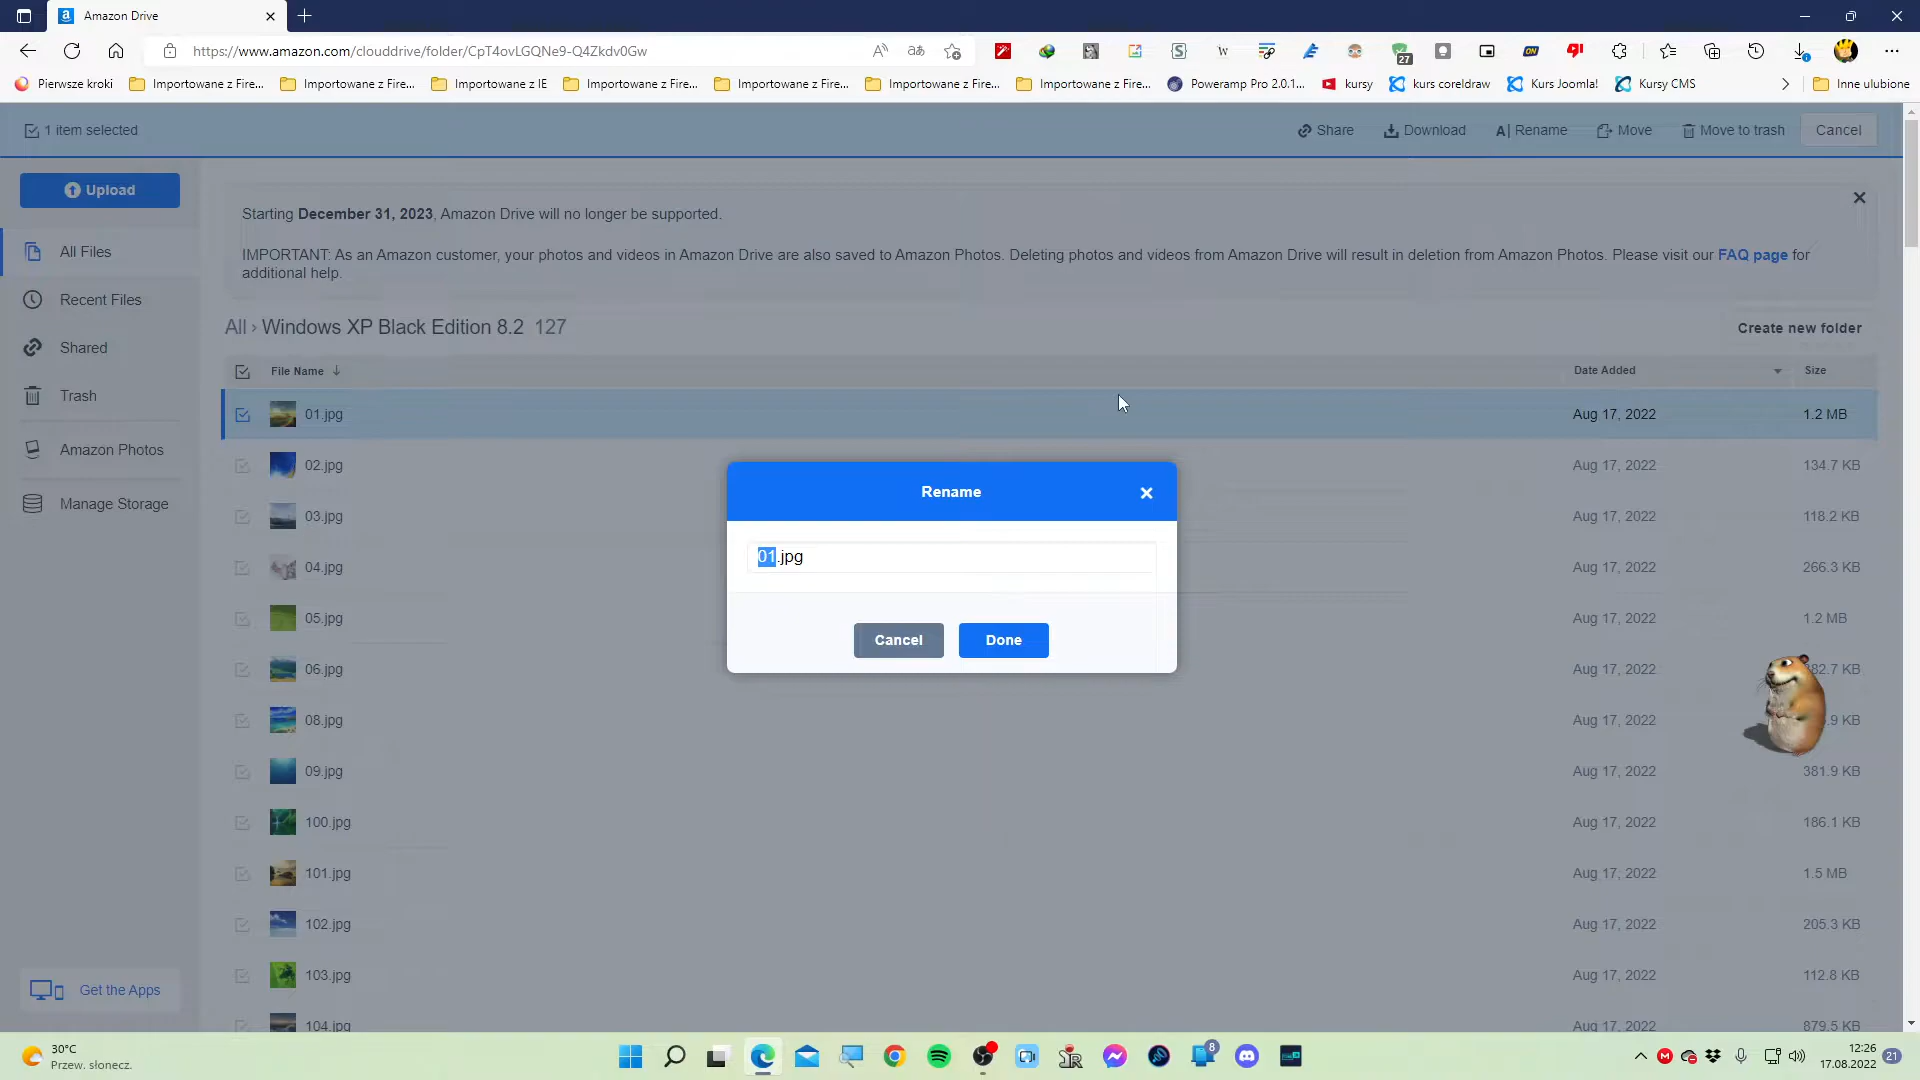 Amazon Drive
https://www.amazon.com/clouddrive/folder/CpT4ovLGQNe9-Q4Zkdv0Gw
27
Pierwsze kroki
Importowane z Fire...
Importowane z Fire...
Importowane z IE
Importowane z Fire...
Importowane z Fire...
Importowane z Fire...
Importowane z Fire...
Poweramp Pro 2.0.1...
kursy
kurs coreldraw
Kurs Joomla!
Kursy CMS
Inne ulubione
1 item selected
Share
Download
Rename
Move
Move to trash
Cancel
Upload
All Files
Recent Files
Shared
Trash
Amazon Photos
Manage Storage
Get the Apps
Starting December 31, 2023, Amazon Drive will no longer be supported.
IMPORTANT: As an Amazon customer, your photos and videos in Amazon Drive are also saved to Amazon Photos. Deleting photos and videos from Amazon Drive will result in deletion from Amazon Photos. Please visit our FAQ page for
additional help.
All › Windows XP Black Edition 8.2 127
Create new folder
File Name
Date Added
Size
01.jpg Aug 17, 2022 1.2 MB
02.jpg Aug 17, 2022 134.7 KB
03.jpg Aug 17, 2022 118.2 KB
04.jpg Aug 17, 2022 266.3 KB
05.jpg Aug 17, 2022 1.2 MB
06.jpg Aug 17, 2022
08.jpg Aug 17, 2022
09.jpg Aug 17, 2022 381.9 KB
100.jpg Aug 17, 2022 186.1 KB
101.jpg Aug 17, 2022 1.5 MB
102.jpg Aug 17, 2022 205.3 KB
103.jpg Aug 17, 2022 112.8 KB
104.jpg Aug 17, 2022 879.5 KB
Rename
01.jpg
Cancel
Done
30°C
Przew. słonecz.
8
12:26
17.08.2022
21